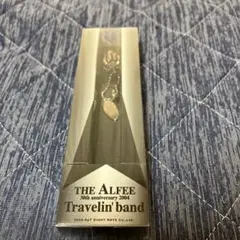 THE ALFEE
30th anniversary 2004
Travelin' band